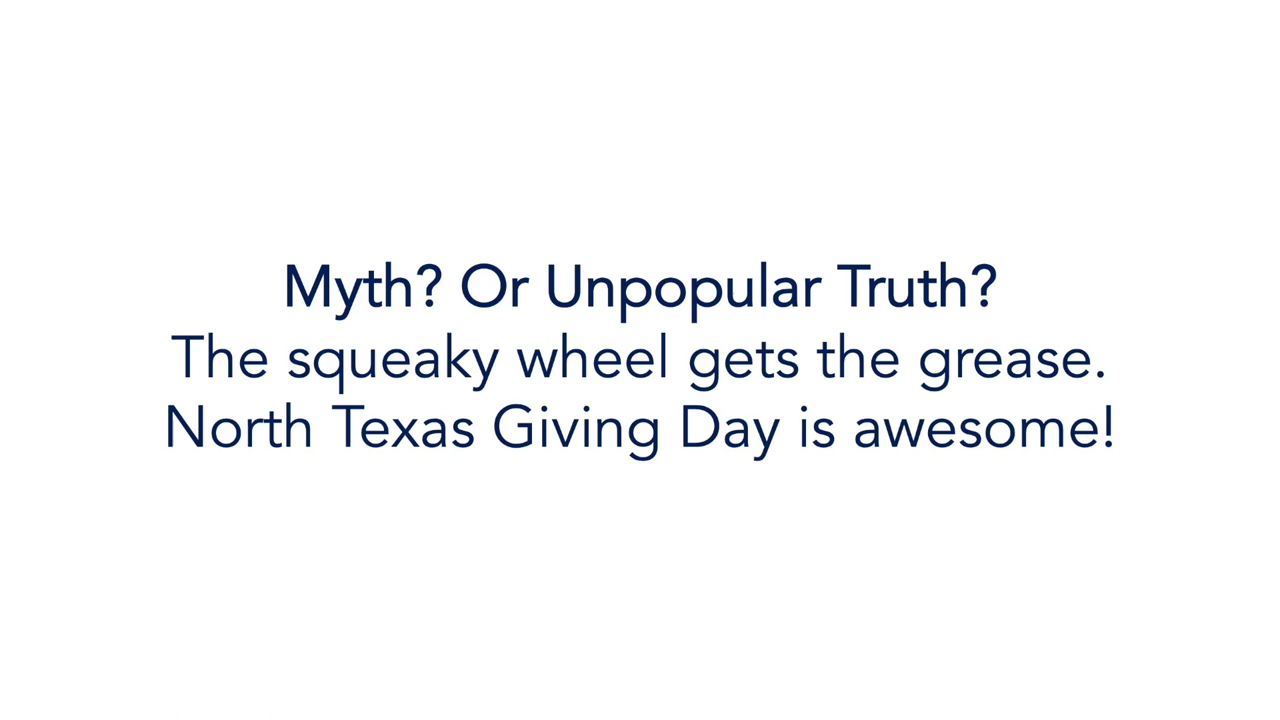 Myth? Or Unpopular Truth?
The squeaky wheel gets the grease.
North Texas Giving Day is awesome!